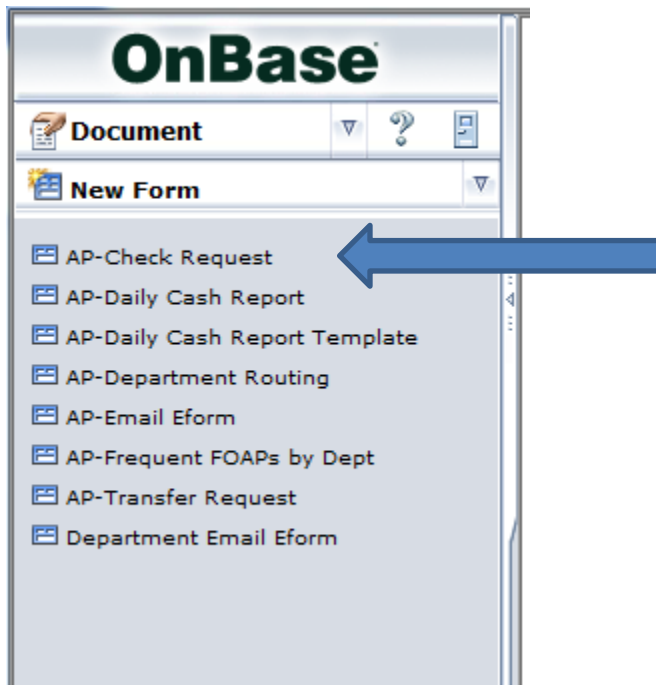 OnBase
Document
New Form
AP-Check Request
AP-Daily Cash Report
AP-Daily Cash Report Template
AP-Department Routing
AP-Email Eform
AP-Frequent FOAPs by Dept
AP-Transfer Request
Department Email Eform